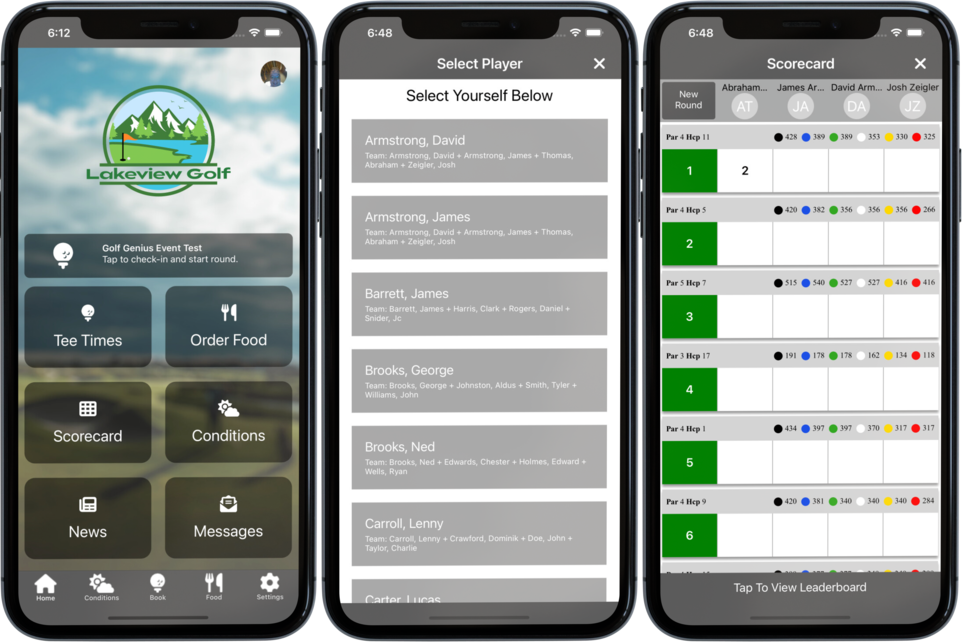 6:12
Lakeview Golf
Golf Genius Event Test
Tap to check-in and start round.
Tee Times
Order Food
Scorecard
Conditions
News
Messages
Home
Conditions
Book
Food
Settings
6:48
Select Player
Select Yourself Below
Armstrong, David
Team: Armstrong, David + Armstrong, James + Thomas,
Abraham + Zeigler, Josh
Armstrong, James
Team: Armstrong, David + Armstrong, James + Thomas,
Abraham + Zeigler, Josh
Barrett, James
Team: Barrett, James + Harris, Clark + Rogers, Daniel +
Snider, Jc
Brooks, George
Team: Brooks, George + Johnston, Aldus + Smith, Tyler +
Williams, John
Brooks, Ned
Team: Brooks, Ned + Edwards, Chester + Holmes, Edward +
Wells, Ryan
Carroll, Lenny
Team: Carroll, Lenny + Crawford, Dominik + Doe, John +
Taylor, Charlie
Carter, Lucas
6:48
Scorecard
New
Round
Abraham... James Ar... David Arm... Josh Zeigler
AT JA DA JZ
Par 4 Hcp 11 428 389 389 353 330 325
1 2
Par 4 Hcp 5 420 382 356 356 356 266
2
Par 5 Hcp 7 515 540 527 527 416 416
3
Par 3 Hcp 17 191 178 178 162 134 118
4
Par 4 Hcp 1 434 397 397 370 317 317
5
Par 4 Hcp 9 420 381 340 340 340 284
6
Tap To View Leaderboard